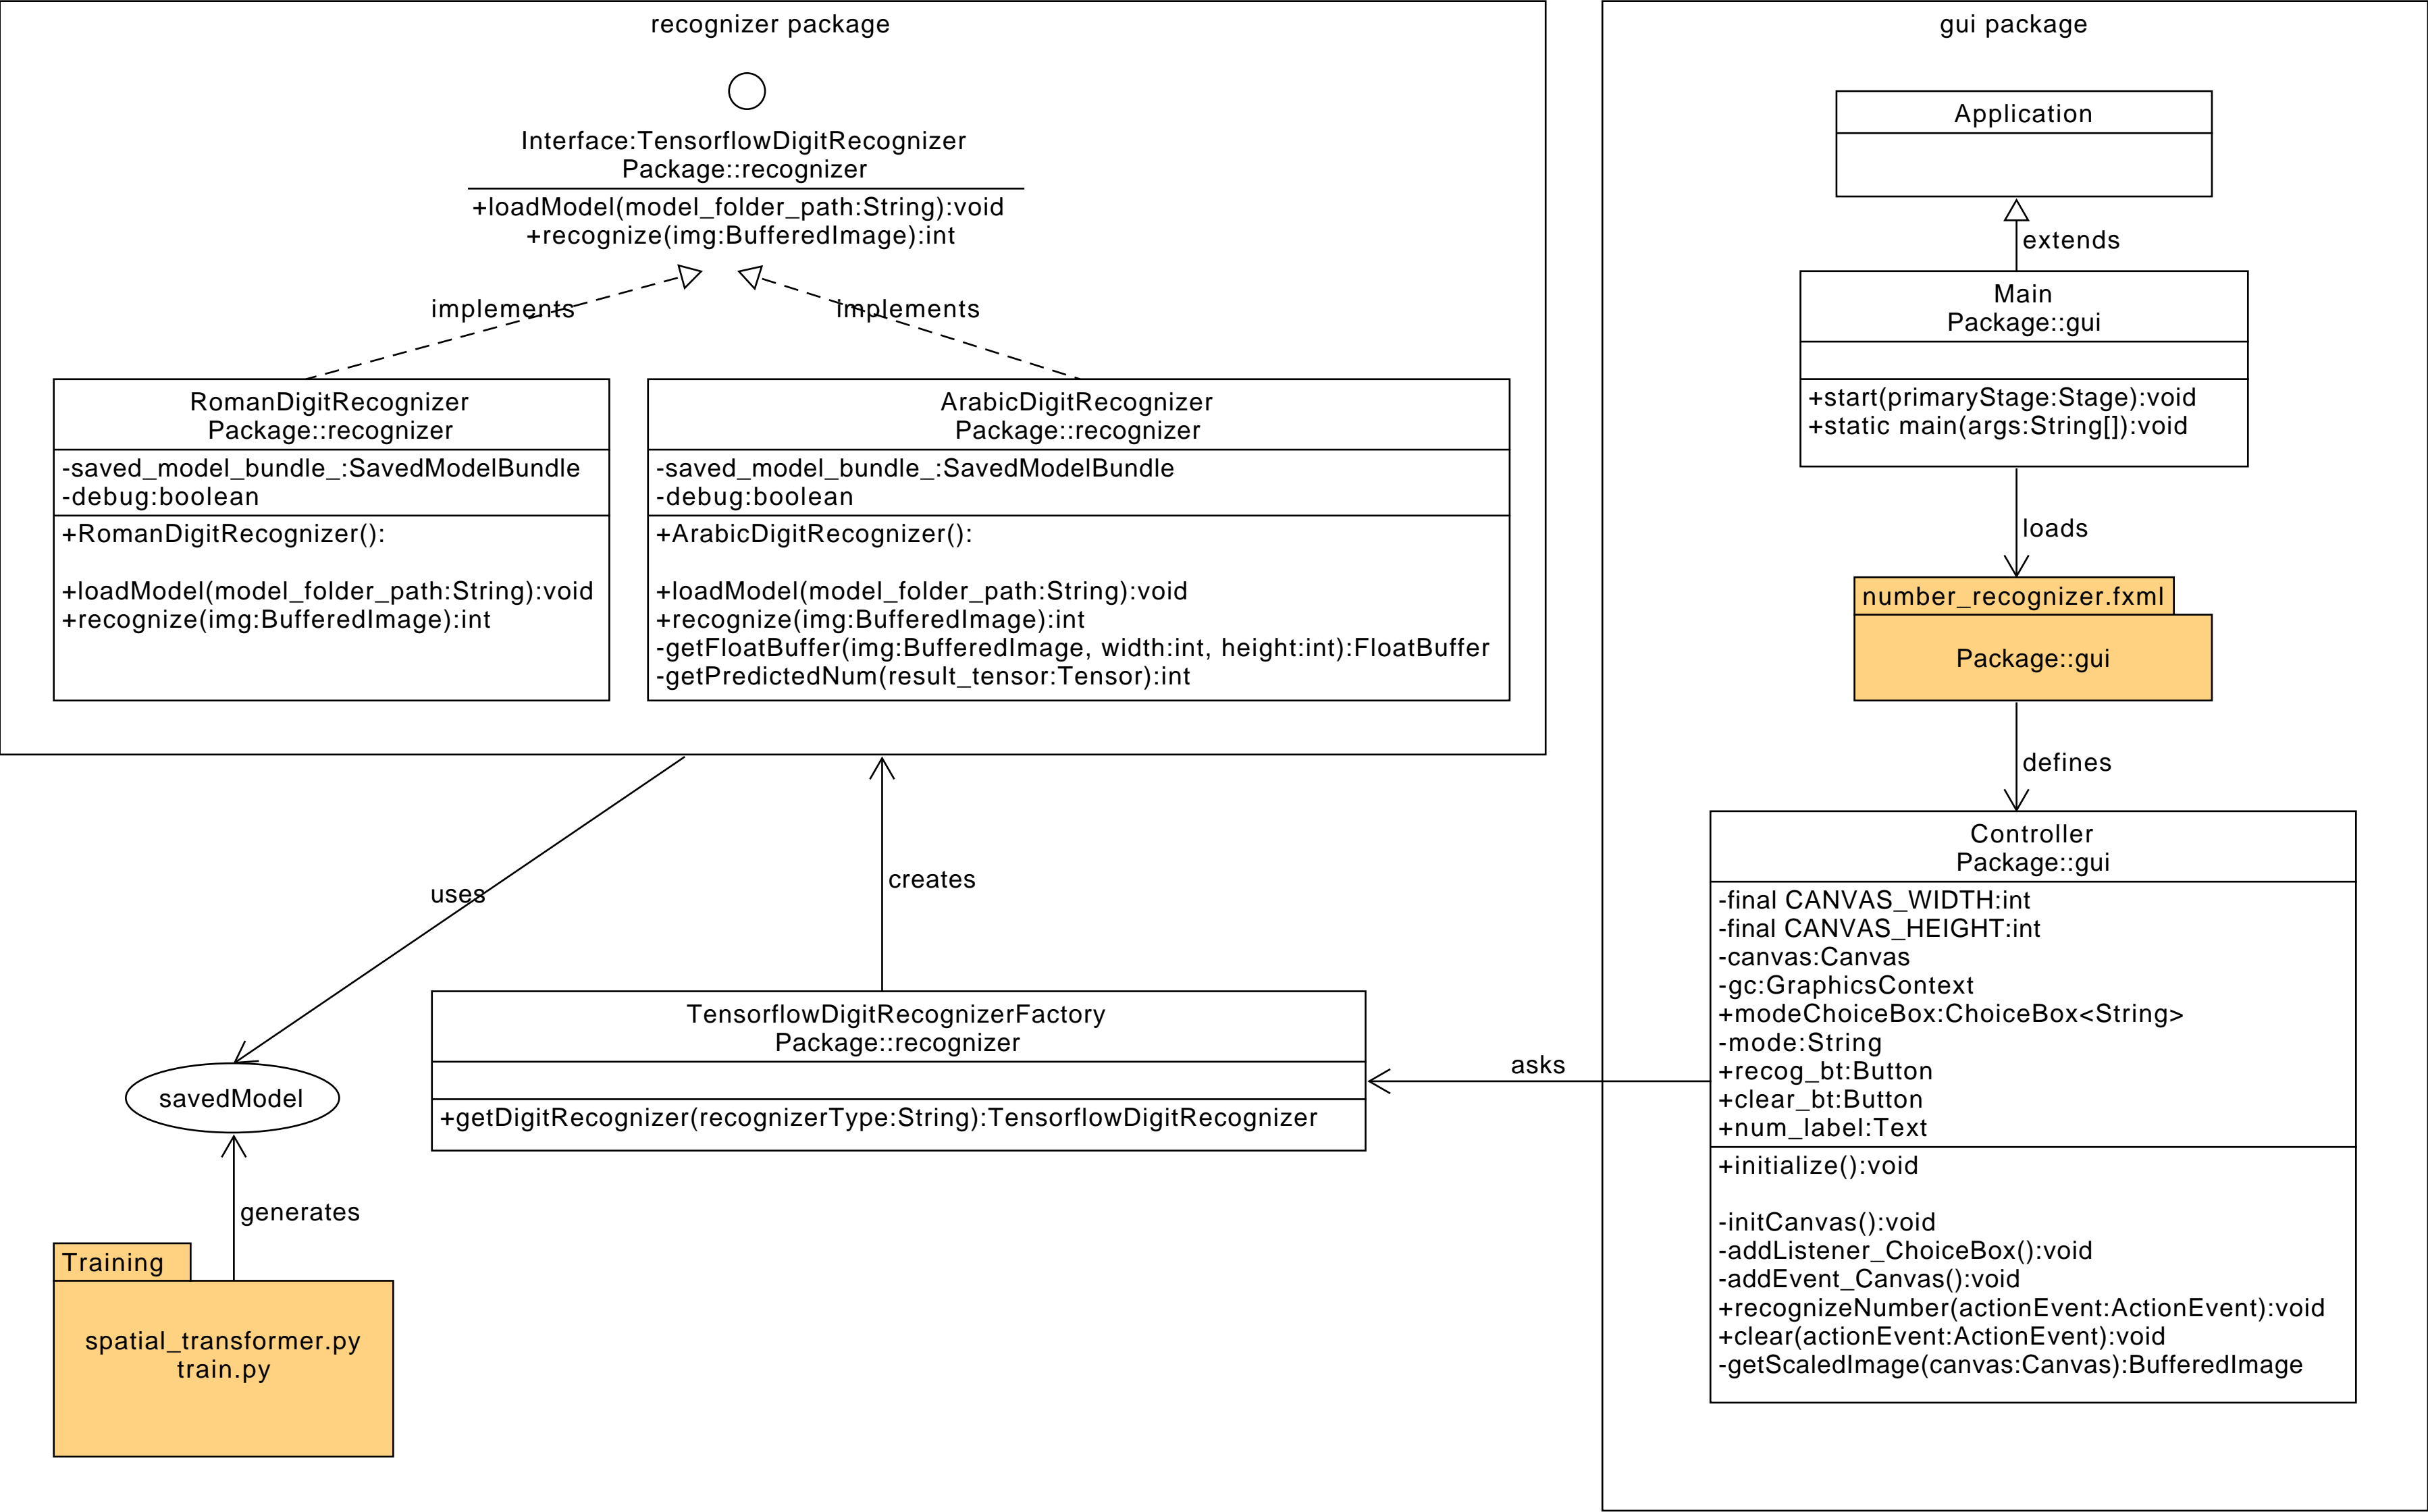 recognizer package
Interface:TensorflowDigitRecognizer
Package::recognizer
+loadModel(model_folder_path:String):void
+recognize(img:BufferedImage):int
implements
implements
RomanDigitRecognizer
Package::recognizer
-saved_model_bundle_:SavedModelBundle
-debug:boolean
+RomanDigitRecognizer():
+loadModel(model_folder_path:String):void
+recognize(img:BufferedImage):int
ArabicDigitRecognizer
Package::recognizer
-saved_model_bundle_:SavedModelBundle
-debug:boolean
+ArabicDigitRecognizer():
+loadModel(model_folder_path:String):void
+recognize(img:BufferedImage):int
-getFloatBuffer(img:BufferedImage, width:int, height:int):FloatBuffer
-getPredictedNum(result_tensor:Tensor):int
uses
creates
TensorflowDigitRecognizerFactory
Package::recognizer
+getDigitRecognizer(recognizerType:String):TensorflowDigitRecognizer
savedModel
generates
Training
spatial_transformer.py
train.py
asks
gui package
Application
extends
Main
Package::gui
+start(primaryStage:Stage):void
+static main(args:String[]):void
loads
number_recognizer.fxml
Package::gui
defines
Controller
Package::gui
-final CANVAS_WIDTH:int
-final CANVAS_HEIGHT:int
-canvas:Canvas
-gc:GraphicsContext
+modeChoiceBox:ChoiceBox<String>
-mode:String
+recog_bt:Button
+clear_bt:Button
+num_label:Text
+initialize():void
-initCanvas():void
-addListener_ChoiceBox():void
-addEvent_Canvas():void
+recognizeNumber(actionEvent:ActionEvent):void
+clear(actionEvent:ActionEvent):void
-getScaledImage(canvas:Canvas):BufferedImage